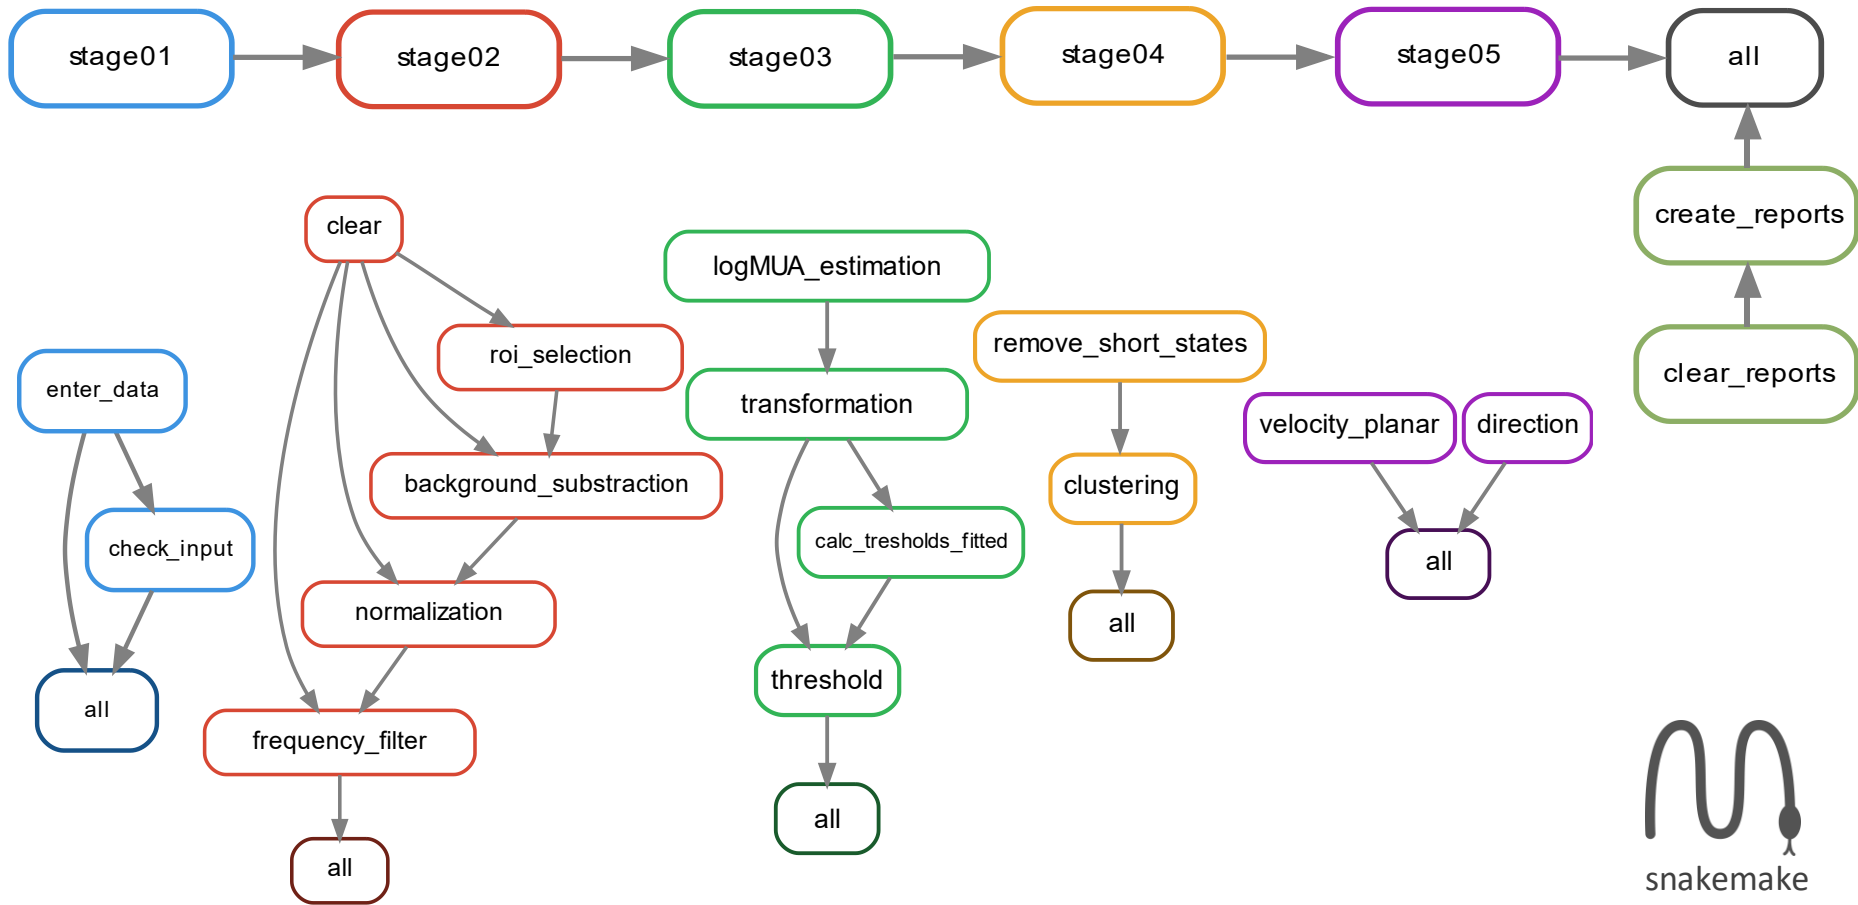 stage01
stage02
stage03
stage04
stage05
all
create_reports
clear_reports
enter_data
check_input
all
clear
roi_selection
background_substraction
normalization
frequency_filter
all
logMUA_estimation
transformation
calc_tresholds_fitted
threshold
all
remove_short_states
clustering
all
velocity_planar
direction
all
snakemake